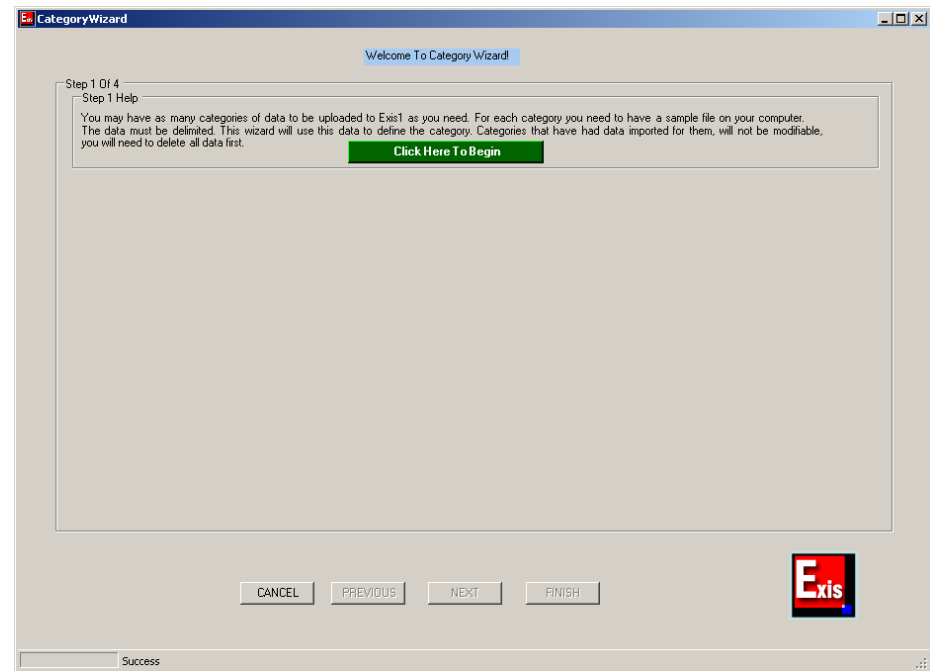 CategoryWizard
Welcome To Category Wizard!
Step 1 Of 4
Step 1 Help
You may have as many categories of data to be uploaded to Exis1 as you need. For each category you need to have a sample file on your computer.
The data must be delimited. This wizard will use this data to define the category. Categories that have had data imported for them, will not be modifiable,
you will need to delete all data first.
Click Here To Begin
CANCEL PREVIOUS NEXT FINISH
Exis
Success